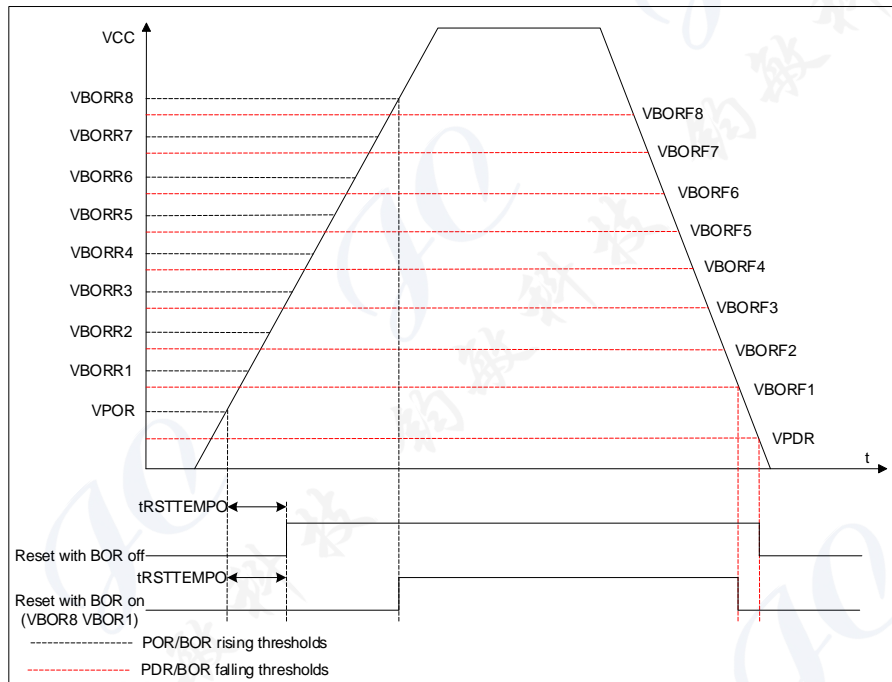 VCC
VBORR8
VBORF8
VBORR7
VBORF7
VBORR6
VBORF6
VBORR5
VBORF5
VBORR4
VBORF4
VBORR3
VBORF3
VBORR2
VBORF2
VBORR1
VBORF1
VPOR
VPDR
t
tRSTTEMPO
Reset with BOR off
tRSTTEMPO
Reset with BOR on
(VBOR8 VBOR1)
POR/BOR rising thresholds
PDR/BOR falling thresholds